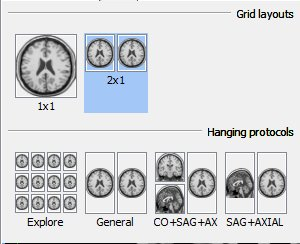 Grid layouts
1x1
2x1
Hanging protocols
Explore General CO+SAG+AX SAG+AXIAL